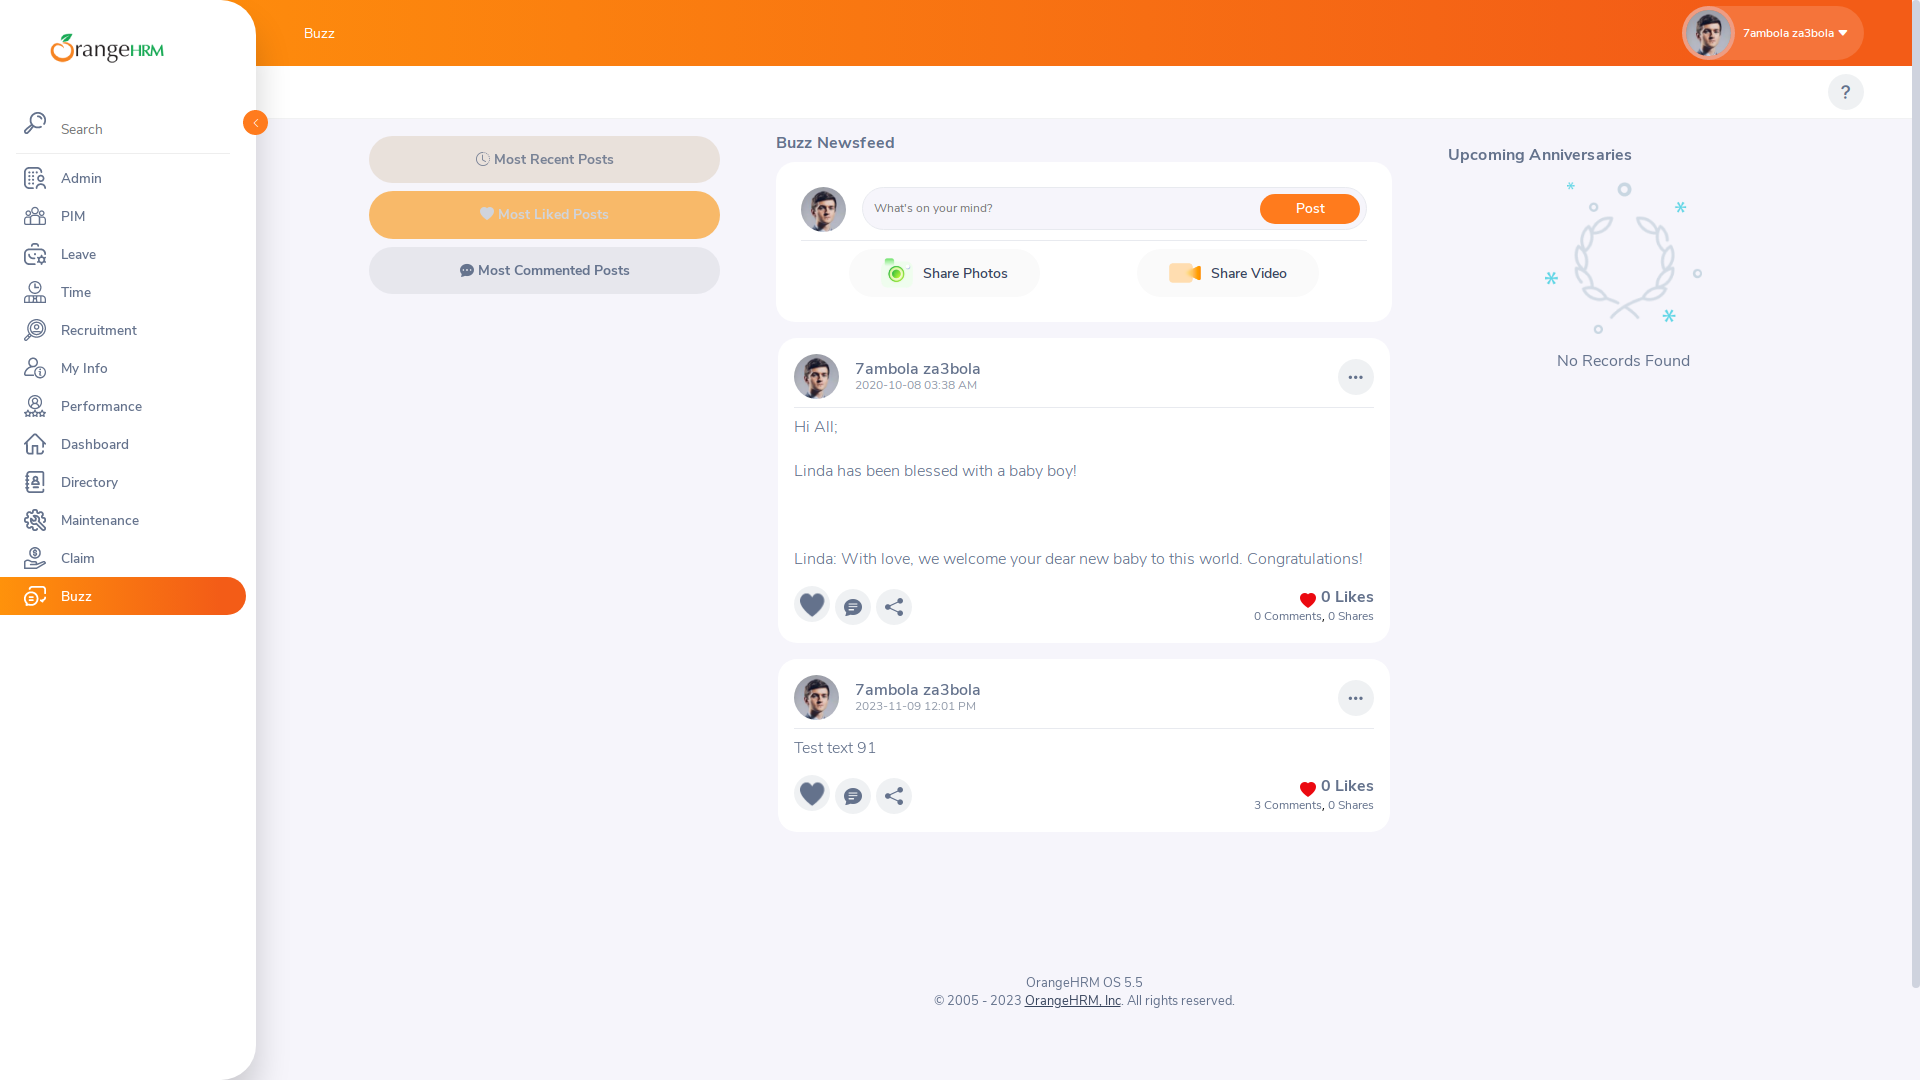 OrangeHRM
Search
Admin
PIM
Leave
Time
Recruitment
My Info
Performance
Dashboard
Directory
Maintenance
Claim
Buzz
Buzz
7ambola za3bola
?
Most Recent Posts
Most Liked Posts
Most Commented Posts
Buzz Newsfeed
What's on your mind?
Post
Share Photos
Share Video
7ambola za3bola
2020-10-08 03:38 AM
Hi All;
Linda has been blessed with a baby boy!
Linda: With love, we welcome your dear new baby to this world. Congratulations!
0 Likes
0 Comments, 0 Shares
7ambola za3bola
2023-11-09 12:01 PM
Test text 91
0 Likes
3 Comments, 0 Shares
Upcoming Anniversaries
No Records Found
OrangeHRM OS 5.5
© 2005 - 2023 OrangeHRM, Inc. All rights reserved.